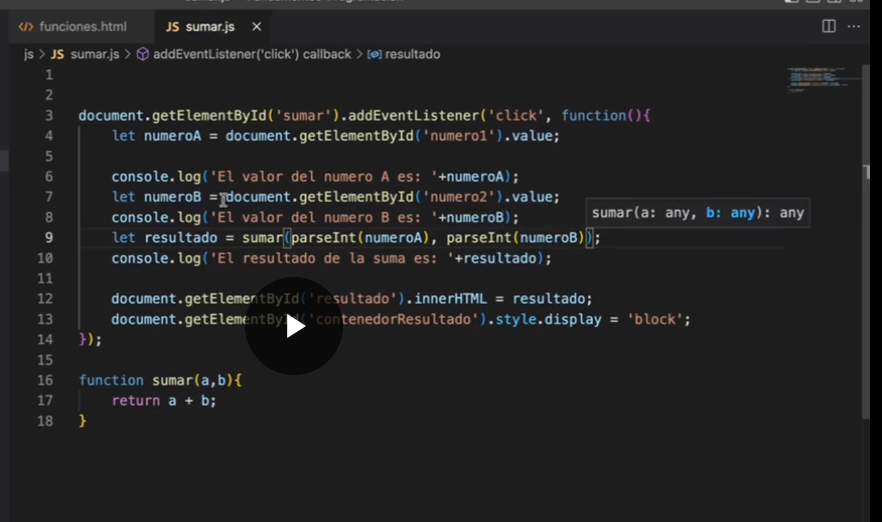 funciones.html
JS sumar.js
js > JS sumar.js > addEventListener('click') callback > resultado
1
2
3 document.getElementById('sumar').addEventListener('click', function(){
4 let numeroA = document.getElementById('numero1').value;
5
6 console.log('El valor del numero A es: '+numeroA);
7 let numeroB = document.getElementById('numero2').value;
8 console.log('El valor del numero B es: '+numeroB);
sumar(a: any, b: any): any
9 let resultado = sumar(parseInt(numeroA), parseInt(numeroB));
10 console.log('El resultado de la suma es: '+resultado);
11
12 document.getElementById('resultado').innerHTML = resultado;
13 document.getElementById('contenedorResultado').style.display = 'block';
14 });
15
16 function sumar(a,b){
17 return a + b;
18 }